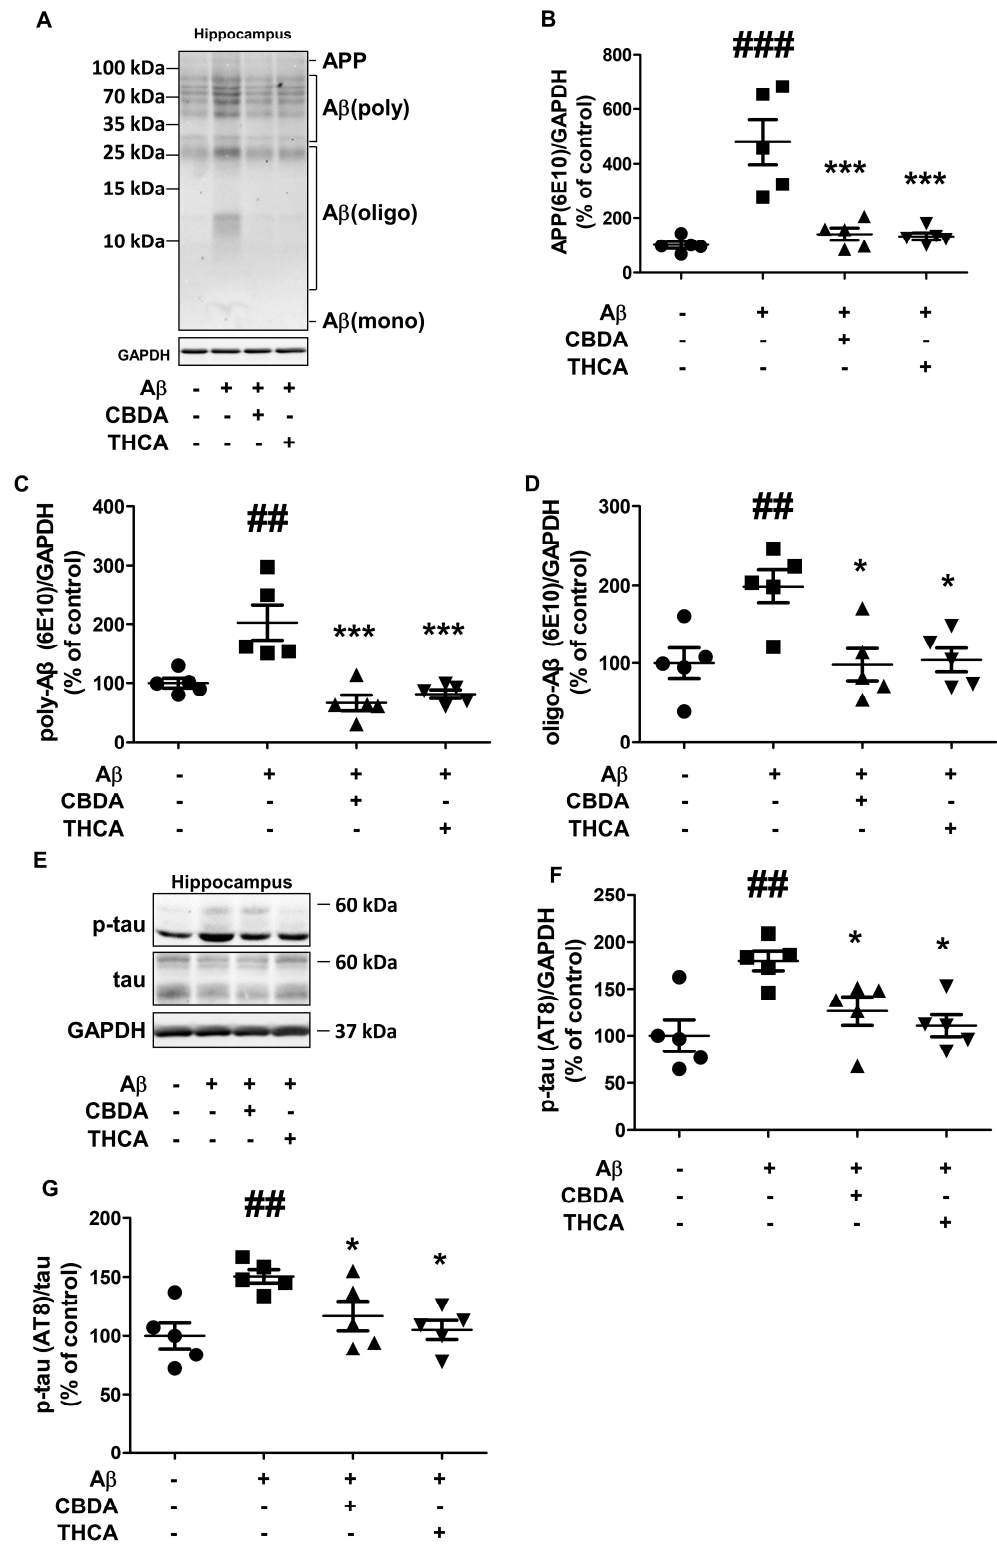 A
Hippocampus
100 kDa
70 kDa
35 kDa
25 kDa
15 kDa
10 kDa
APP
Aβ(poly)
Aβ(oligo)
Aβ(mono)
GAPDH
Aβ - + + +
CBDA - - + -
THCA - - - +
B
APP(6E10)/GAPDH
(% of control)
800
600
400
200
0
###
***
***
Aβ - + + +
CBDA - - + -
THCA - - - +
C
poly-Aβ (6E10)/GAPDH
(% of control)
400
300
200
100
0
##
***
***
Aβ - + + +
CBDA - - + -
THCA - - - +
D
oligo-Aβ (6E10)/GAPDH
(% of control)
300
200
100
0
##
*
*
Aβ - + + +
CBDA - - + -
THCA - - - +
E
Hippocampus
p-tau
60 kDa
tau
60 kDa
GAPDH
37 kDa
Aβ - + + +
CBDA - - + -
THCA - - - +
F
p-tau (AT8)/GAPDH
(% of control)
250
200
150
100
50
0
##
*
*
Aβ - + + +
CBDA - - + -
THCA - - - +
G
p-tau (AT8)/tau
(% of control)
200
150
100
50
0
##
*
*
Aβ - + + +
CBDA - - + -
THCA - - - +